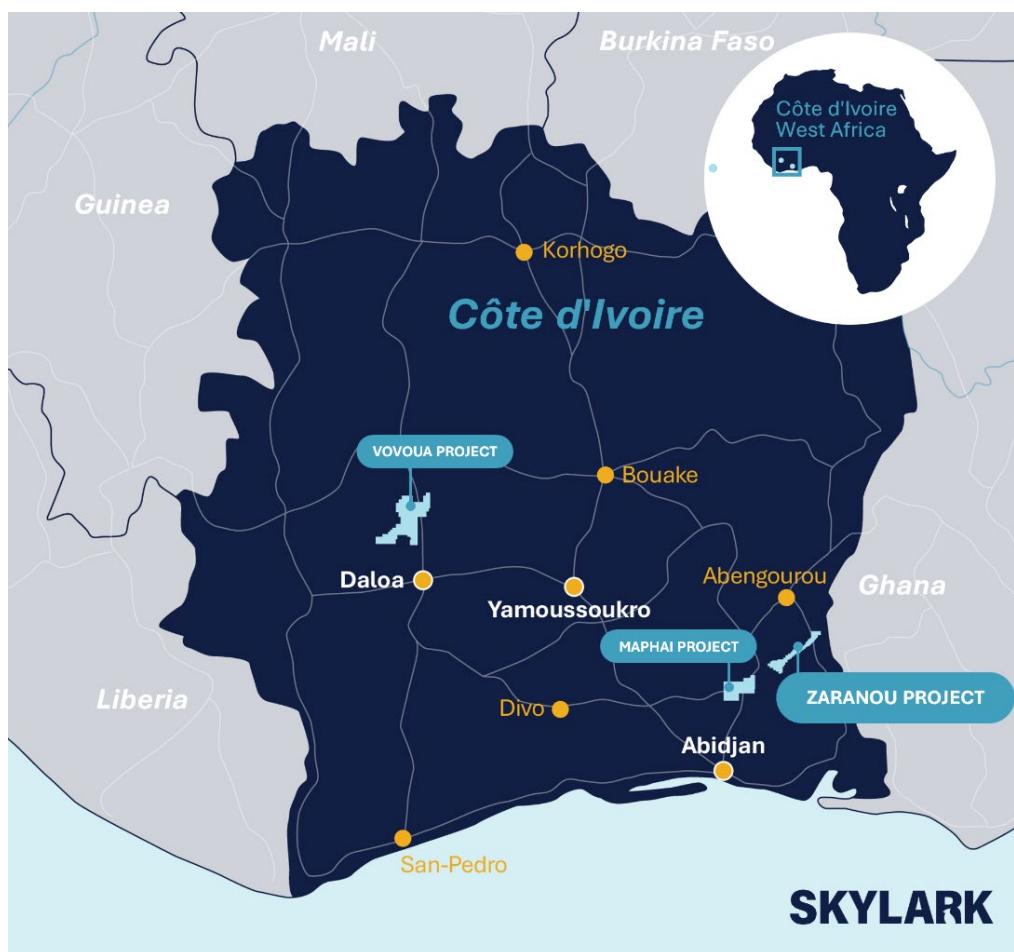 Mali
Burkina Faso
Côte d'Ivoire
West Africa
Guinea
Korhogo
Côte d'Ivoire
VOVOUA PROJECT
Bouake
Daloa
Yamoussoukro
Abengourou
Ghana
MAPHAI PROJECT
Liberia
Divo
ZARANOU PROJECT
Abidjan
San-Pedro
SKYLARK